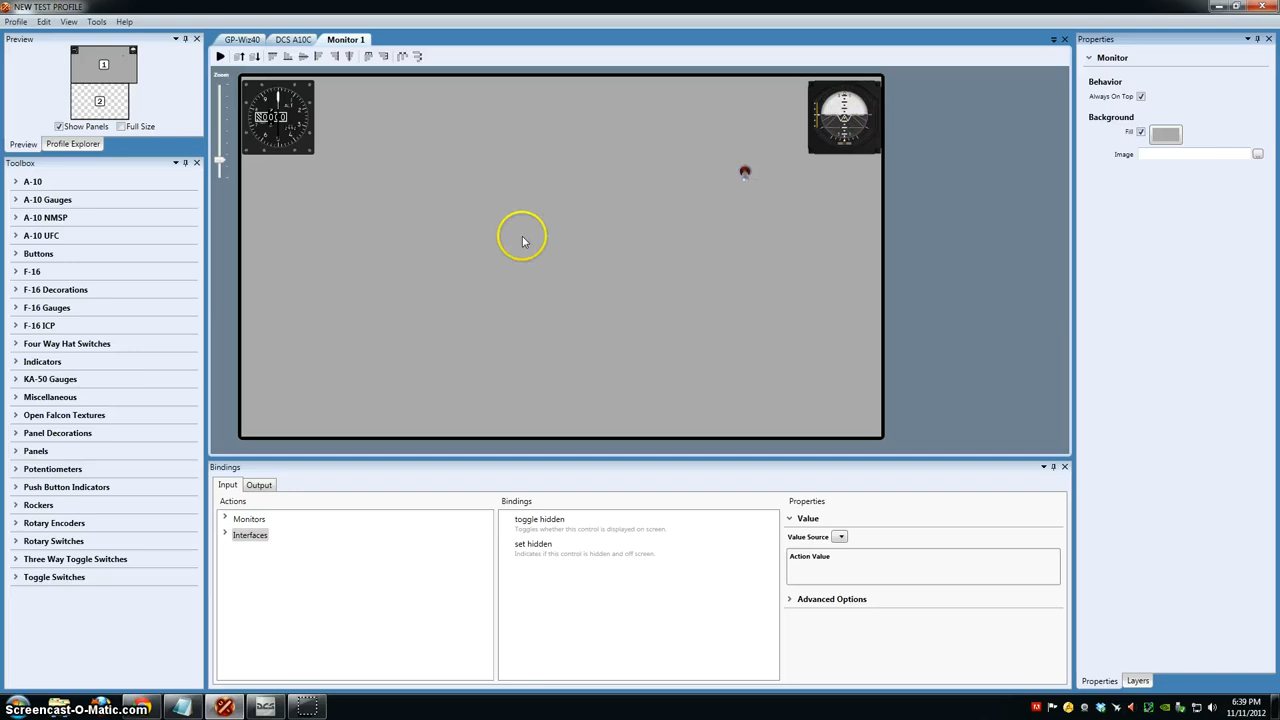 NEW TEST PROFILE
Profile Edit View Tools Help
Preview
1
2
Show Panels Full Size
Preview Profile Explorer
Toolbox
A-10
A-10 Gauges
A-10 NMSP
A-10 UFC
Buttons
F-16
F-16 Decorations
F-16 Gauges
F-16 ICP
Four Way Hat Switches
Indicators
KA-50 Gauges
Miscellaneous
Open Falcon Textures
Panel Decorations
Panels
Potentiometers
Push Button Indicators
Rockers
Rotary Encoders
Rotary Switches
Three Way Toggle Switches
Toggle Switches
GP-Wiz40 DCS A10C Monitor 1
Zoom
ALT
Bindings
Input Output
Actions
Monitors
Interfaces
Bindings
toggle hidden
Toggles whether this control is displayed on screen.
set hidden
Indicates if this control is hidden and off screen.
Properties
Value
Value Source
Action Value
Advanced Options
Properties
Monitor
Behavior
Always On Top
Background
Fill
Image
Properties Layers
Screencast-O-Matic.com
DCS
6:39 PM
11/11/2012